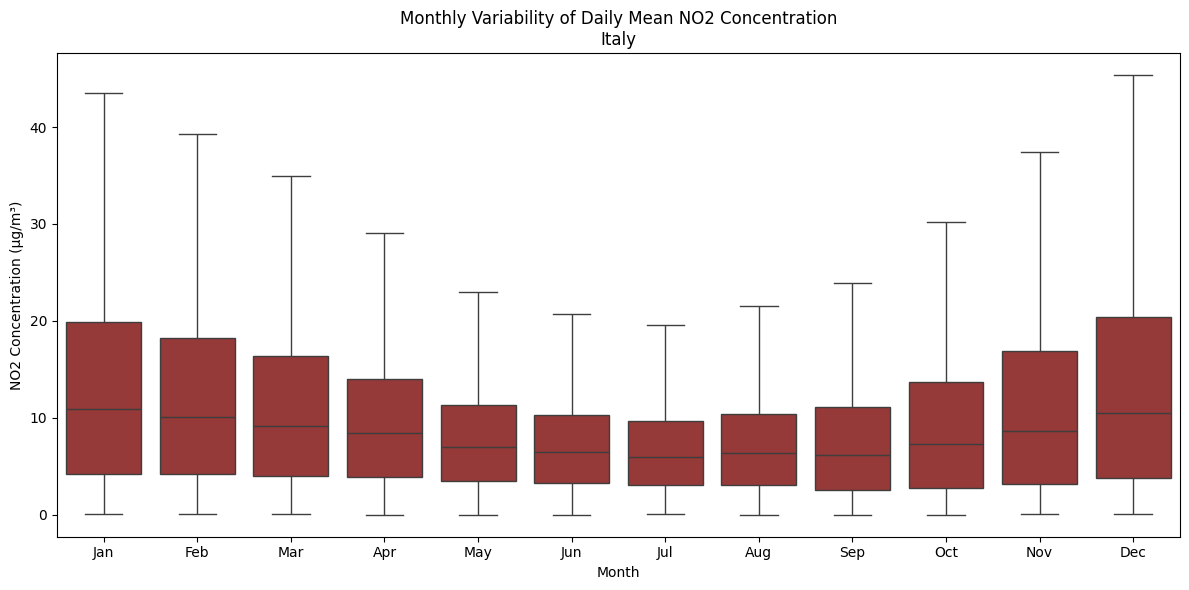 Monthly Variability of Daily Mean NO2 Concentration
Italy
NO2 Concentration (µg/m³)
40
30
20
10
0
Jan Feb Mar Apr May Jun Jul Aug Sep Oct Nov Dec
Month